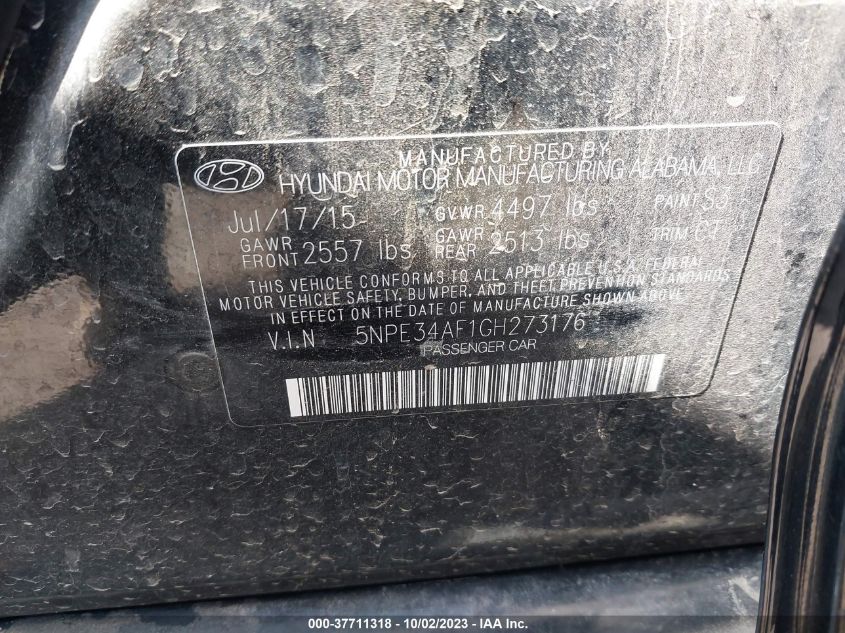 MANUFACTURED BY
HYUNDAI MOTOR MANUFACTURING ALABAMA, LLC
Jul/17/15 GVWR 4497 lbs PAINT S3
GAWR FRONT 2557 lbs GAWR REAR 2513 lbs TRIM
THIS VEHICLE CONFORMS TO ALL APPLICABLE U.S.A. FEDERAL
MOTOR VEHICLE SAFETY, BUMPER, AND THEFT PREVENTION STANDARDS
IN EFFECT ON THE DATE OF MANUFACTURE SHOWN ABOVE.
V.I.N 5NPE34AF1GH273176
PASSENGER CAR
000-37711318 - 10/02/2023 - © IAA, Inc.